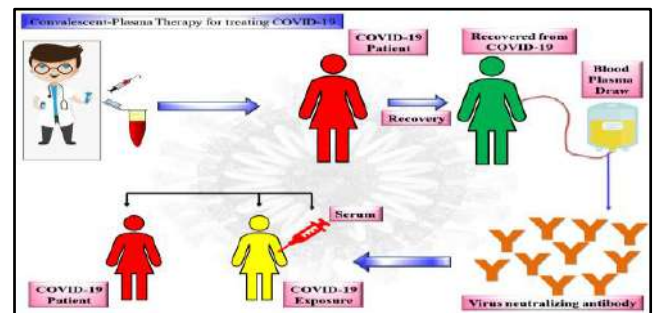 Convalescent-Plasma Therapy for treating COVID-19
COVID-19
Patient
Recovered from
COVID-19
Blood
Plasma
Draw
Recovery
Serum
COVID-19
Patient
COVID-19
Exposure
Virus neutralizing antibody